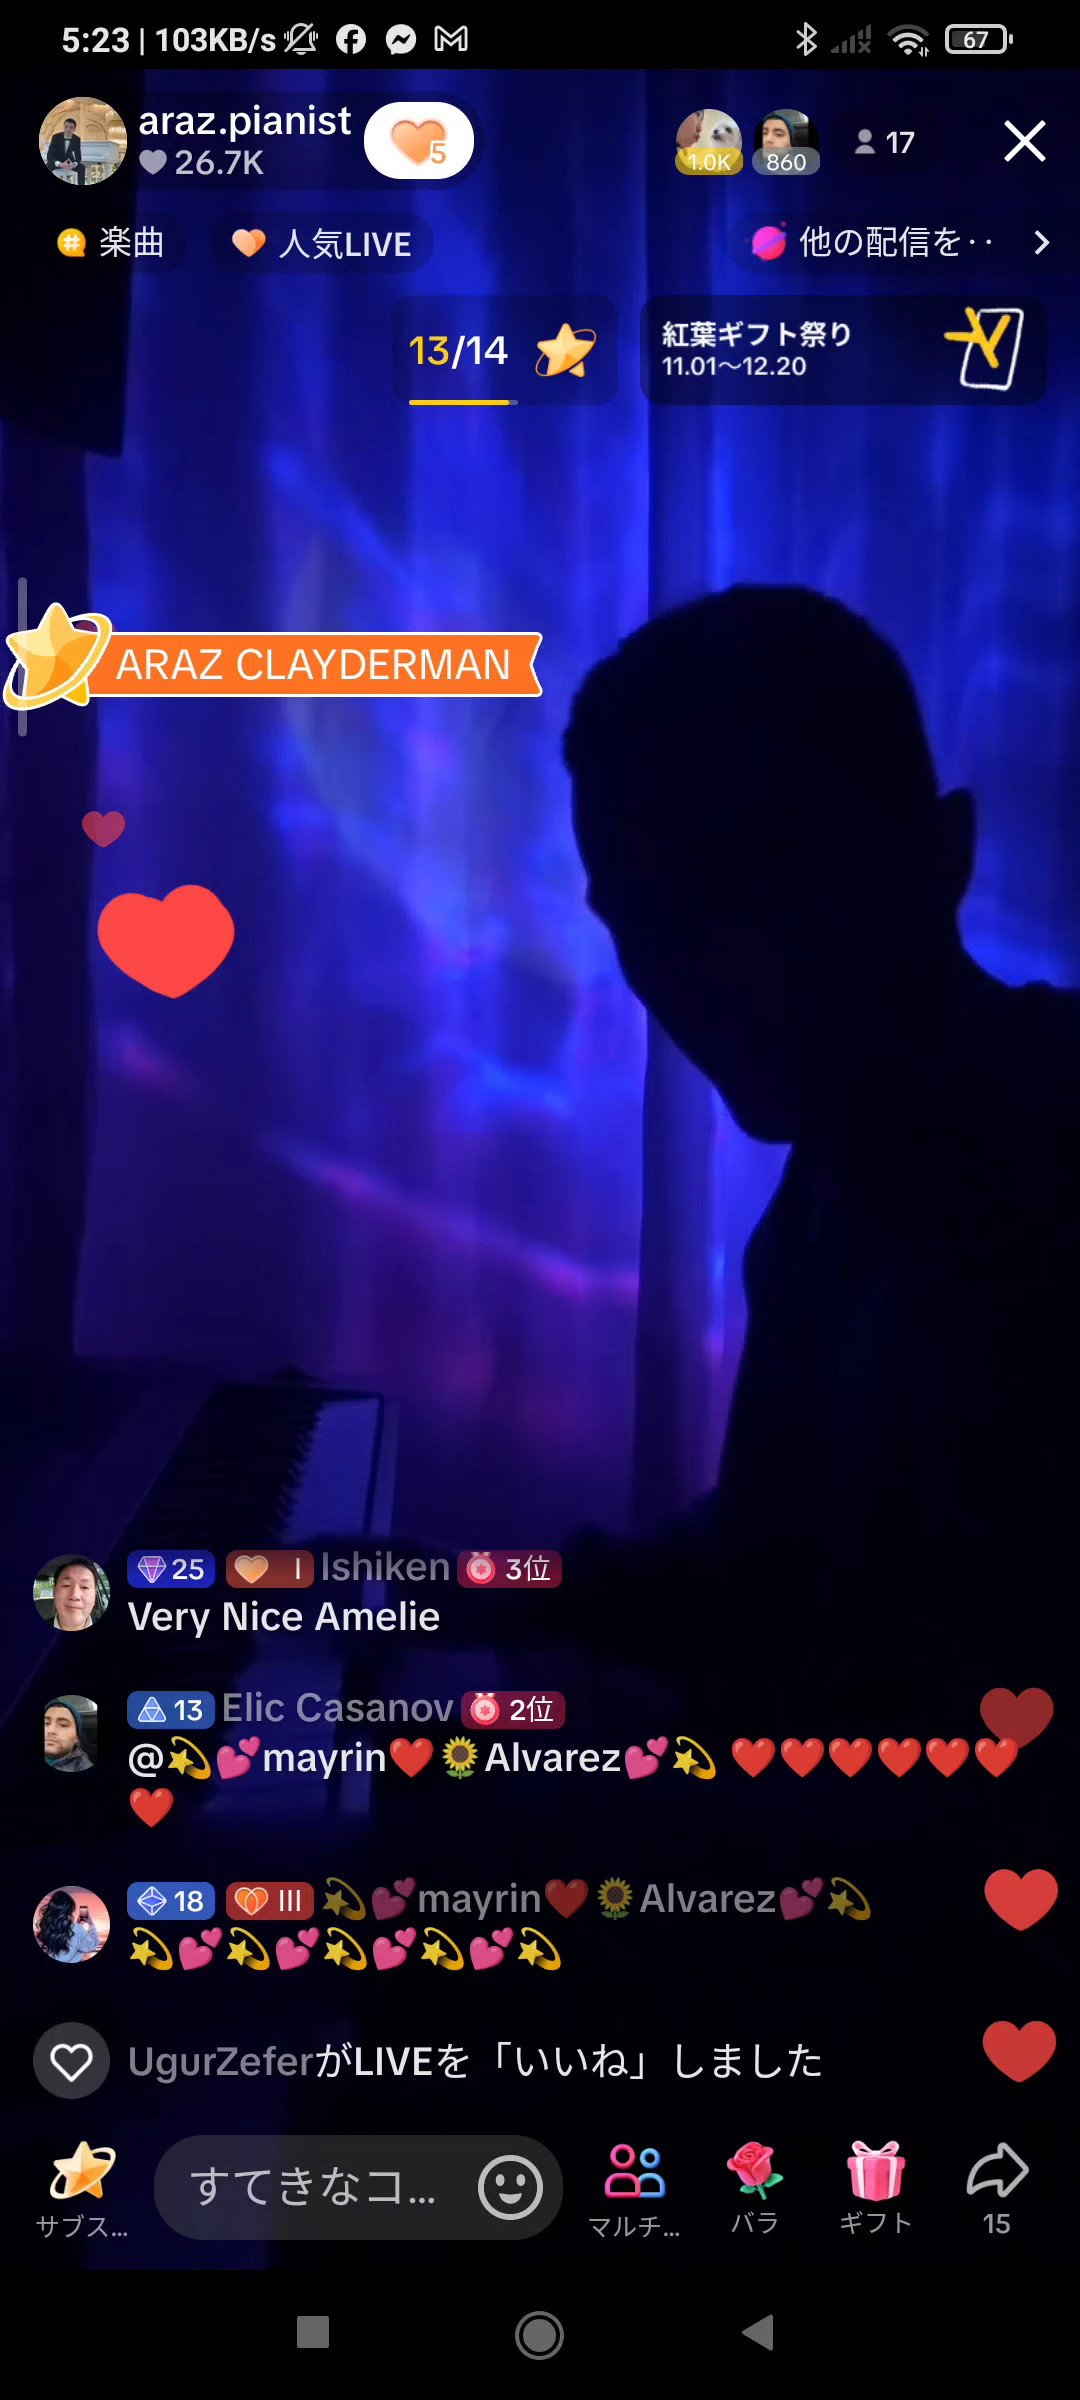 5:23 | 103KB/s
67
araz.pianist
26.7K
5
1.0K
860
17
楽曲
人気LIVE
他の配信を‥
13/14
紅葉ギフト祭り
11.01〜12.20
ARAZ CLAYDERMAN
25 I Ishiken 3位
Very Nice Amelie
13 Elic Casanov 2位
@💫💕mayrin❤️🌻Alvarez💕💫 ❤️❤️❤️❤️❤️❤️
❤️
18 III 💫💕mayrin❤️🌻Alvarez💕💫
💫💕💫💕💫💕💫💕💫
UgurZeferがLIVEを「いいね」しました
すてきなコ...
サブス...
マルチ...
バラ
ギフト
15